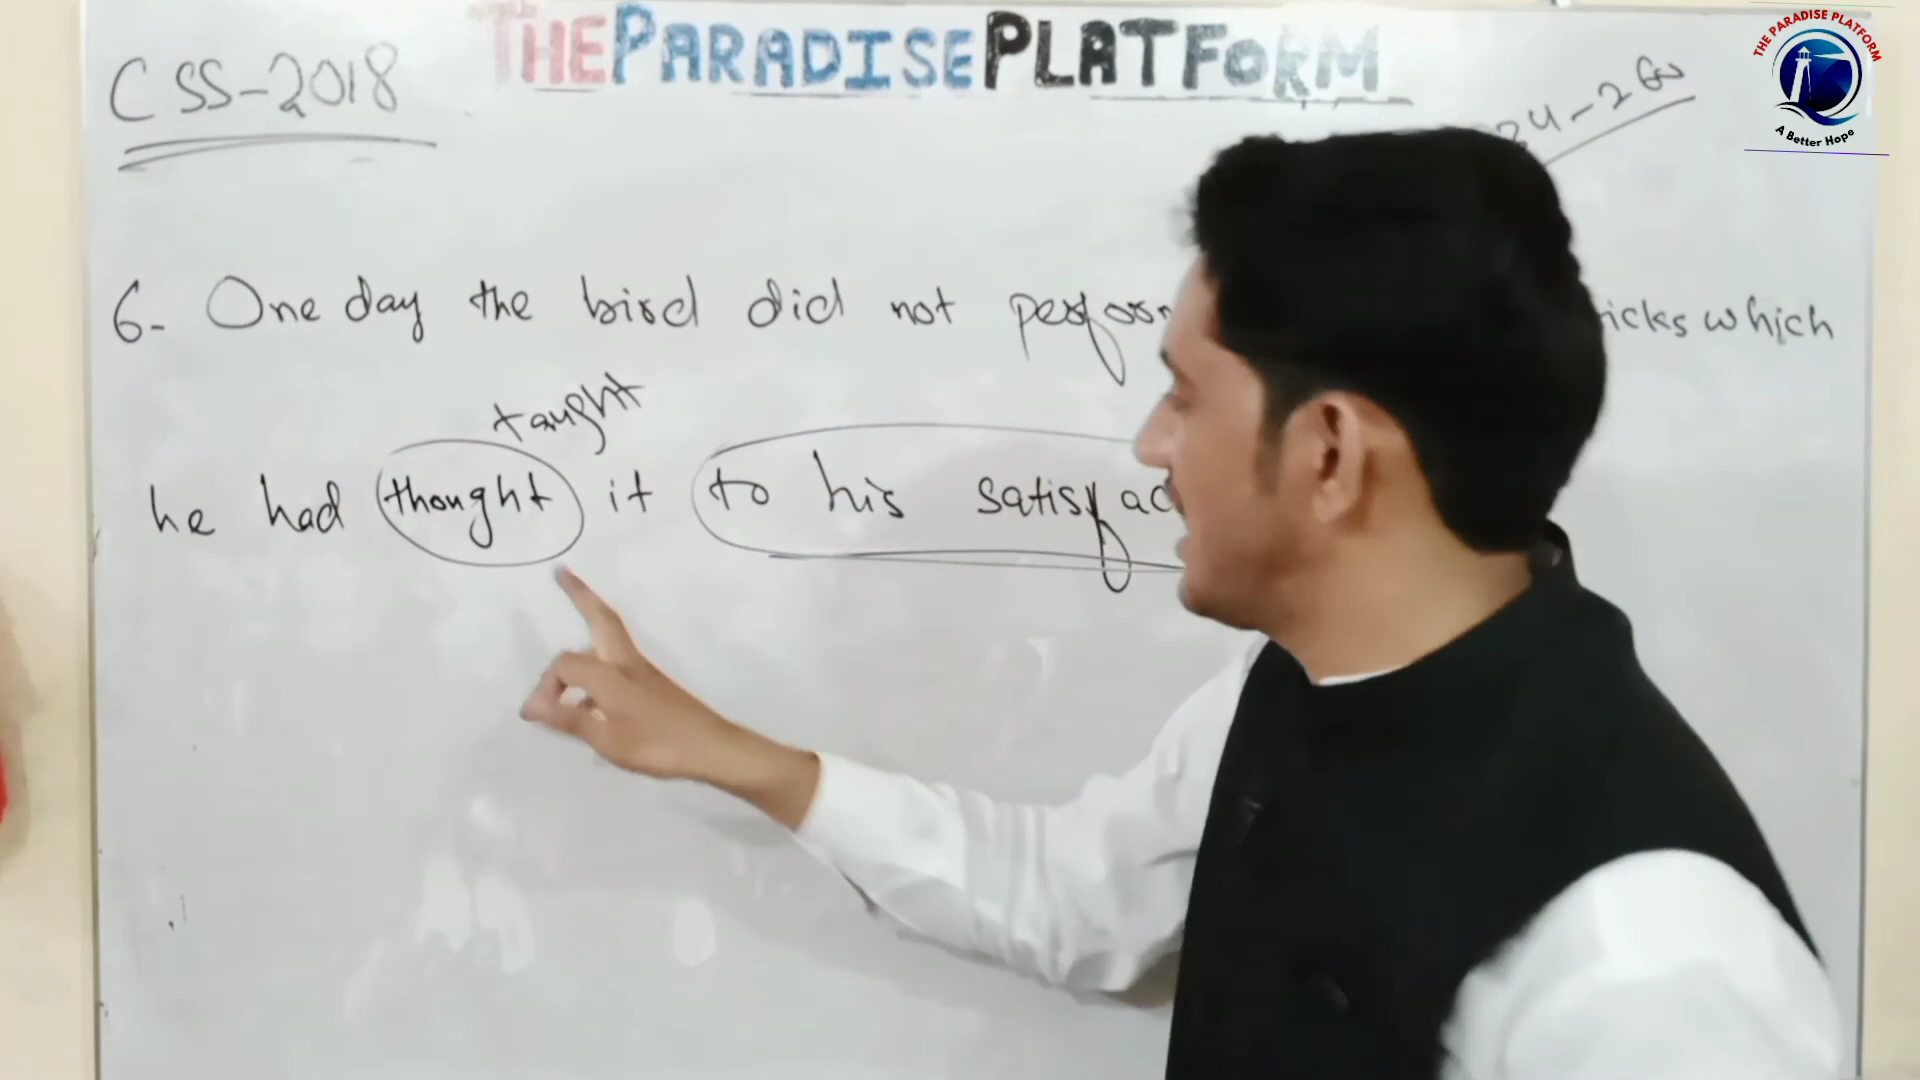 THE PARADISE PLATFORM
CSS-2018
6- One day the bird did not perform
icks which
taught
he had thought it to his satisfac
THE PARADISE PLATFORM
A Better Hope